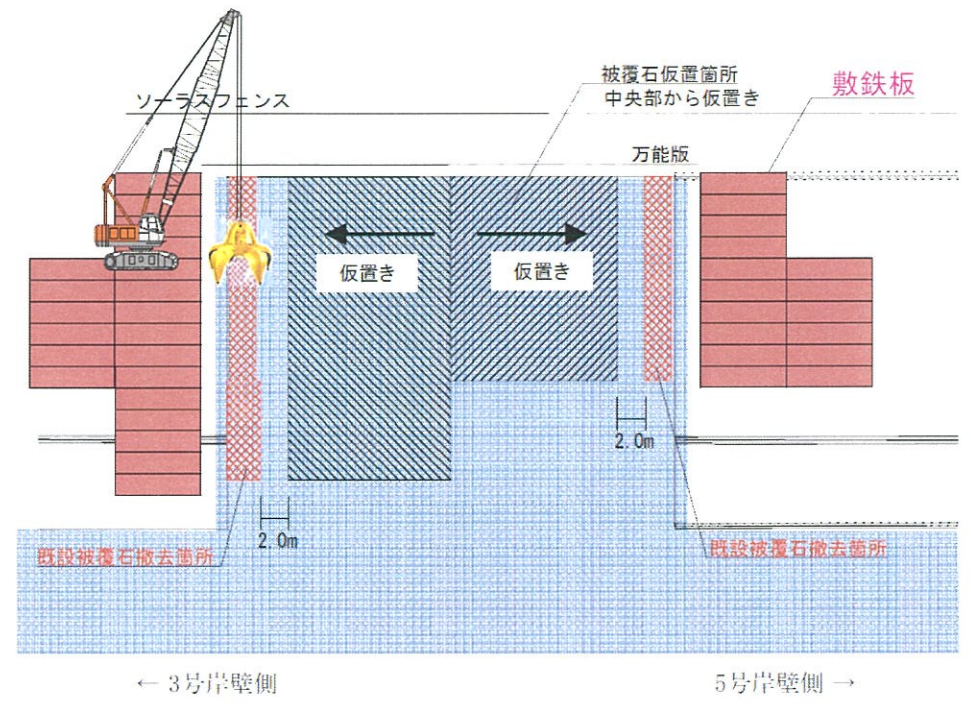 被覆石仮置箇所
中央部から仮置き
敷鉄板
ソーラスフェンス
万能版
仮置き
仮置き
2.0m
2.0m
既設被覆石撤去箇所
既設被覆石撤去箇所
← 3号岸壁側
5号岸壁側 →